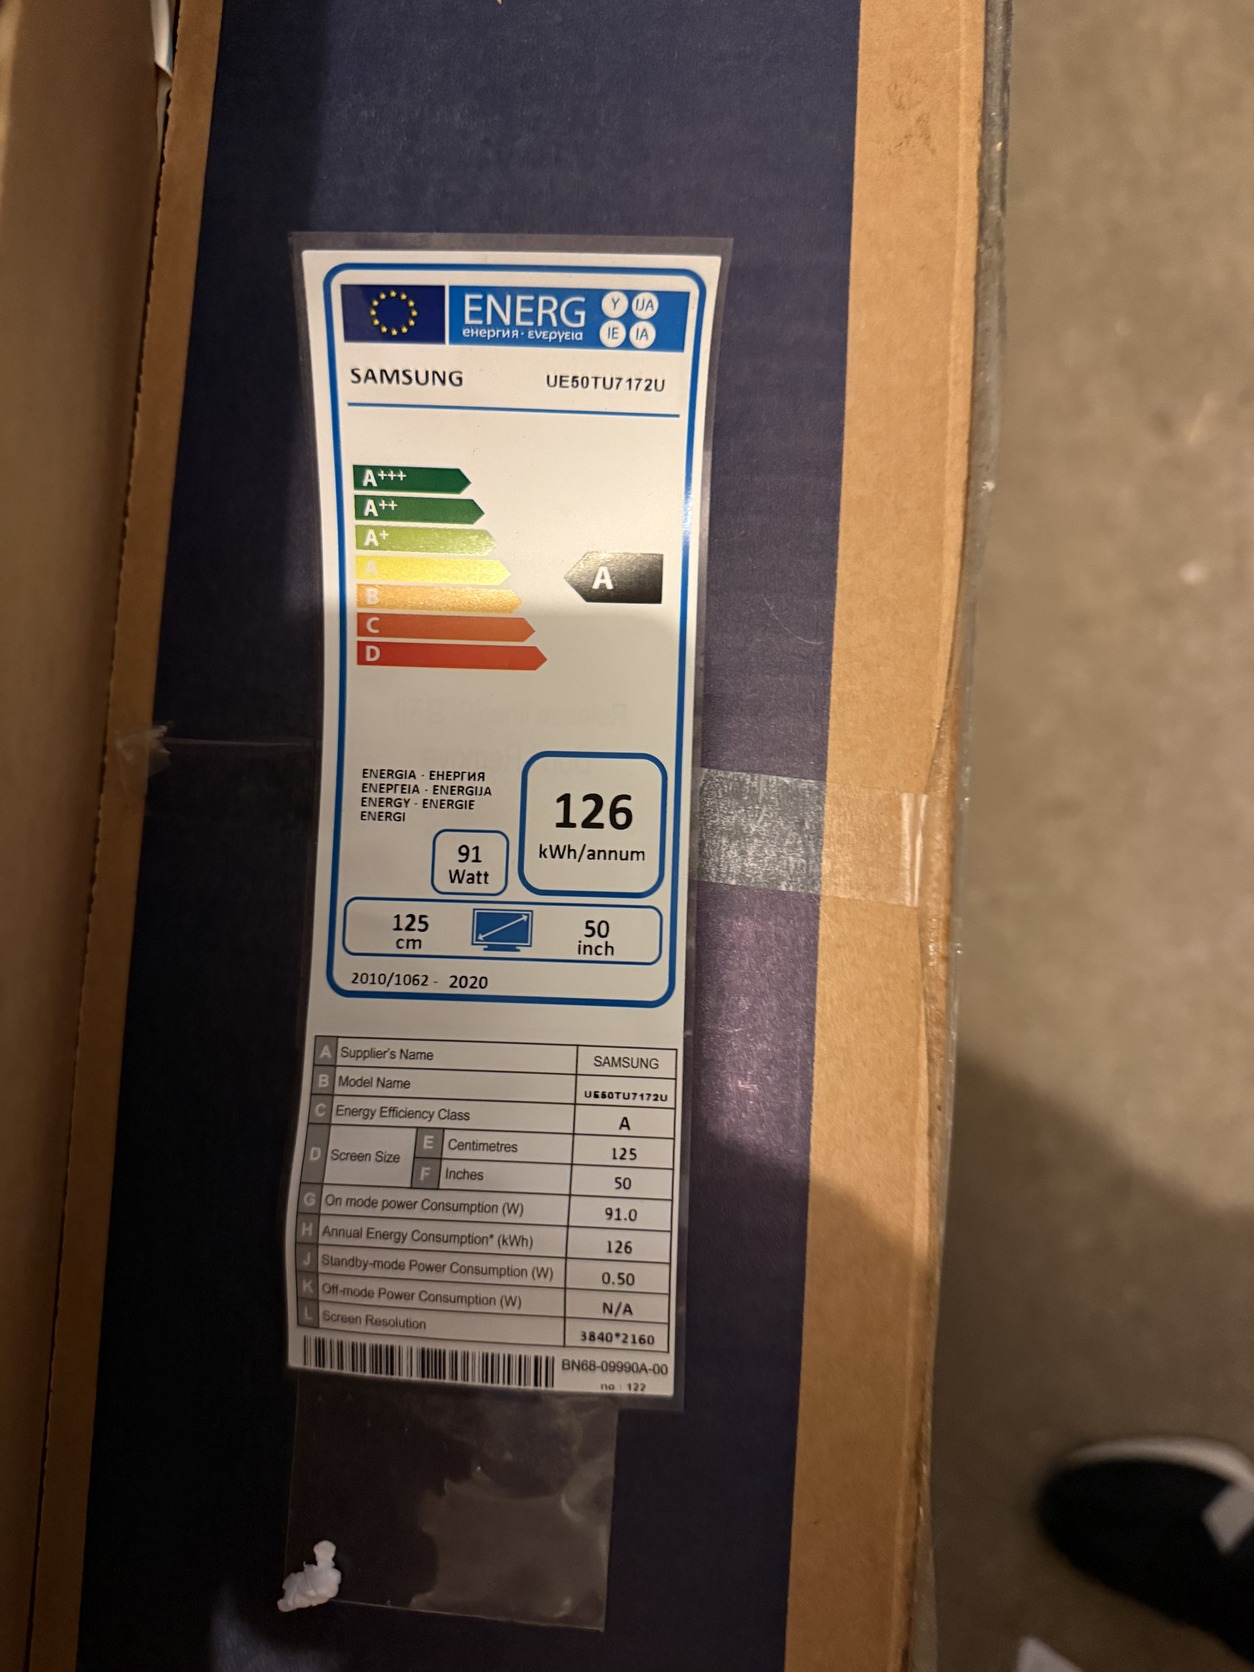 ENERG Y IJA
енергия · ενεργεια IE IA
SAMSUNG UE50TU7172U
A+++
A++
A+
A
A
B
C
D
ENERGIA · ЕНЕРГИЯ
ΕΝΕΡΓΕΙΑ · ENERGIJA
ENERGY · ENERGIE
ENERGI
126
kWh/annum
91
Watt
125
cm
50
inch
2010/1062 - 2020
A Supplier's Name SAMSUNG
B Model Name UE50TU7172U
C Energy Efficiency Class A
D Screen Size E Centimetres 125
F Inches 50
G On mode power Consumption (W) 91.0
H Annual Energy Consumption* (kWh) 126
J Standby-mode Power Consumption (W) 0.50
K Off-mode Power Consumption (W) N/A
L Screen Resolution 3840*2160
BN68-09990A-00
no : 122